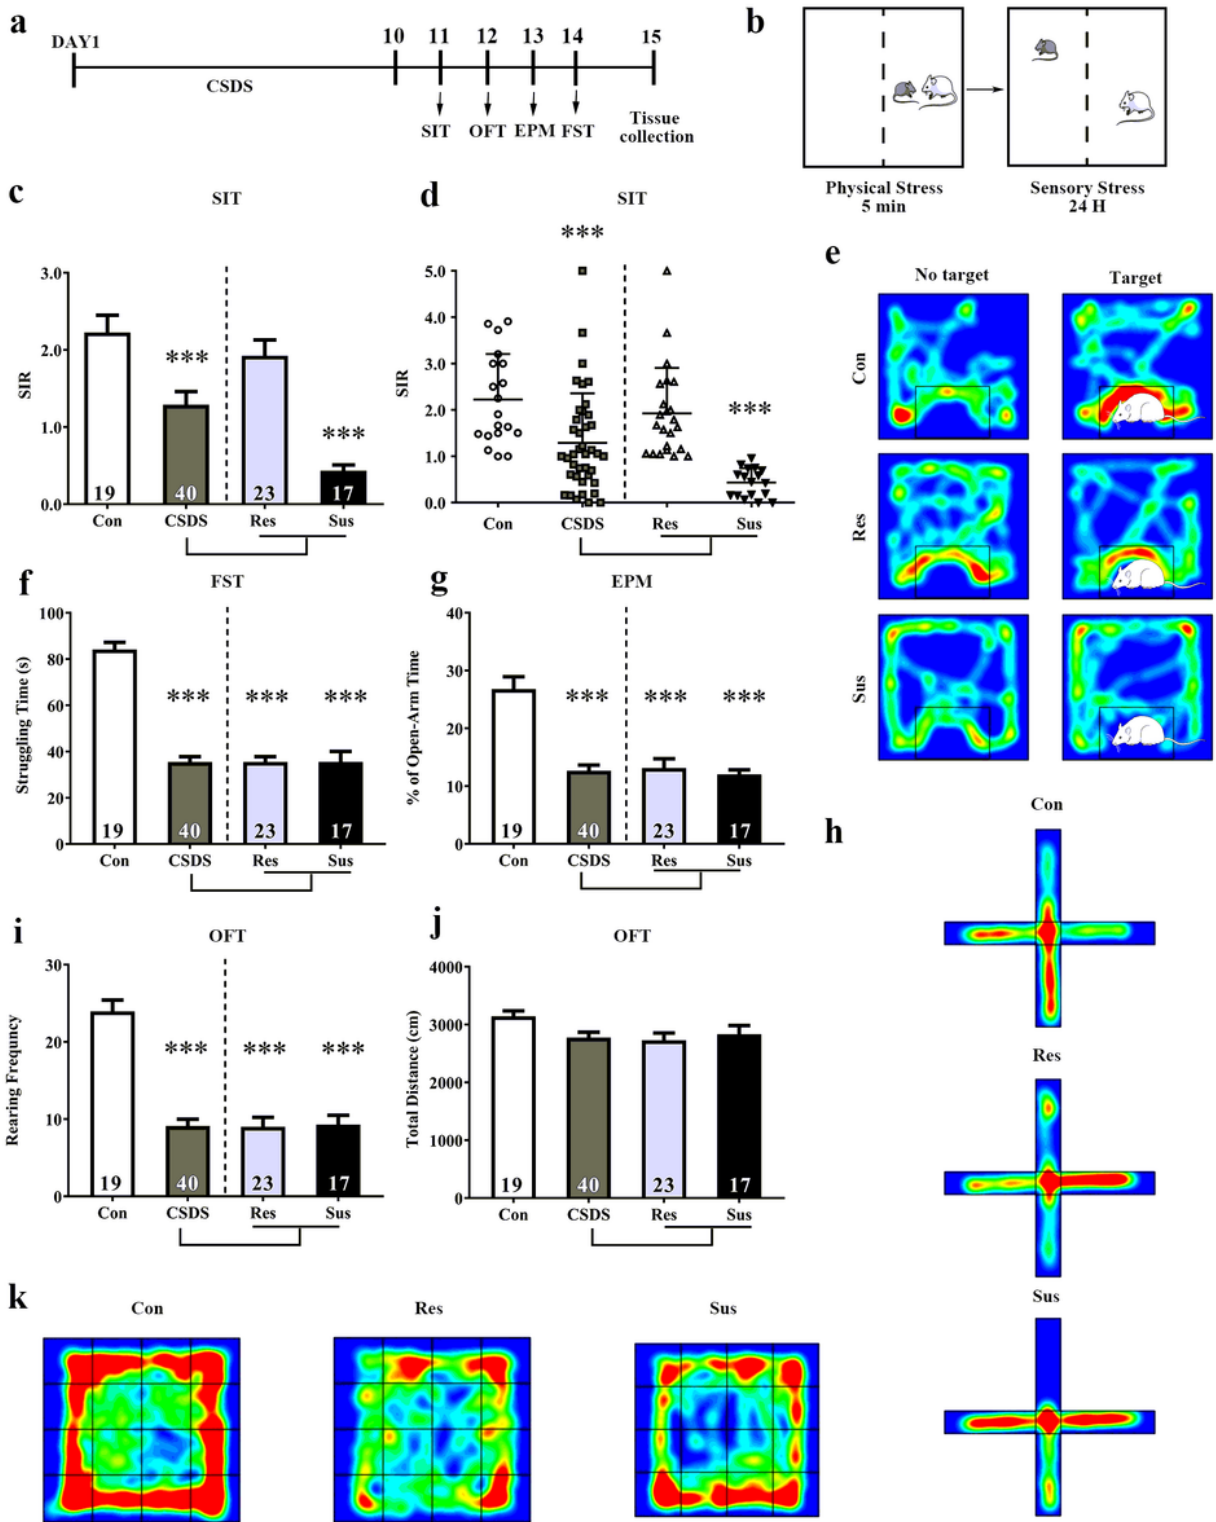 a
DAY1
10
11
12
13
14
15
CSDS
SIT
OFT
EPM
FST
Tissue
collection
b
Physical Stress
5 min
Sensory Stress
24 H
c
SIT
SIR
3.0
2.0
1.0
0.0
19
40
23
17
***
***
Con
CSDS
Res
Sus
d
SIT
SIR
5.0
4.0
3.0
2.0
1.0
0.0
***
***
Con
CSDS
Res
Sus
e
No target
Target
Con
Res
Sus
f
FST
Struggling Time (s)
100
80
60
40
20
0
***
***
***
19
40
23
17
Con
CSDS
Res
Sus
g
EPM
% of Open-Arm Time
40
30
20
10
0
***
***
***
19
40
23
17
Con
CSDS
Res
Sus
h
Con
Res
Sus
i
OFT
Rearing Frequncy
30
20
10
0
***
***
***
19
40
23
17
Con
CSDS
Res
Sus
j
OFT
Total Distance (cm)
4000
3000
2000
1000
0
19
40
23
17
Con
CSDS
Res
Sus
k
Con
Res
Sus